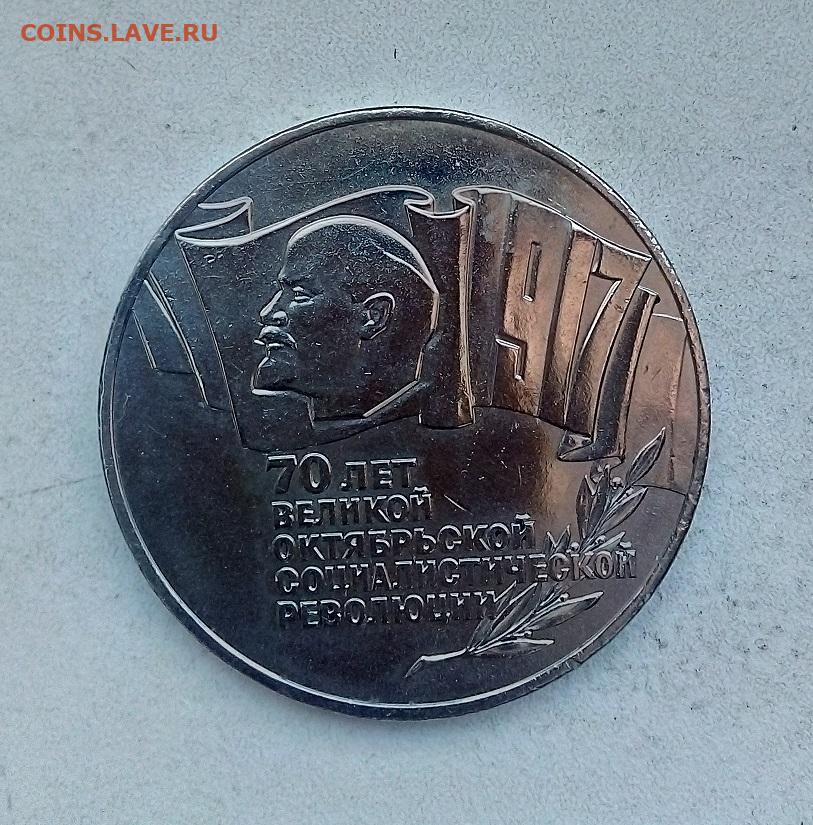 COINS.LAVE.RU
1917
70 ЛЕТ
ВЕЛИКОЙ
ОКТЯБРЬСКОЙ
СОЦИАЛИСТИЧЕСКОЙ
РЕВОЛЮЦИИ